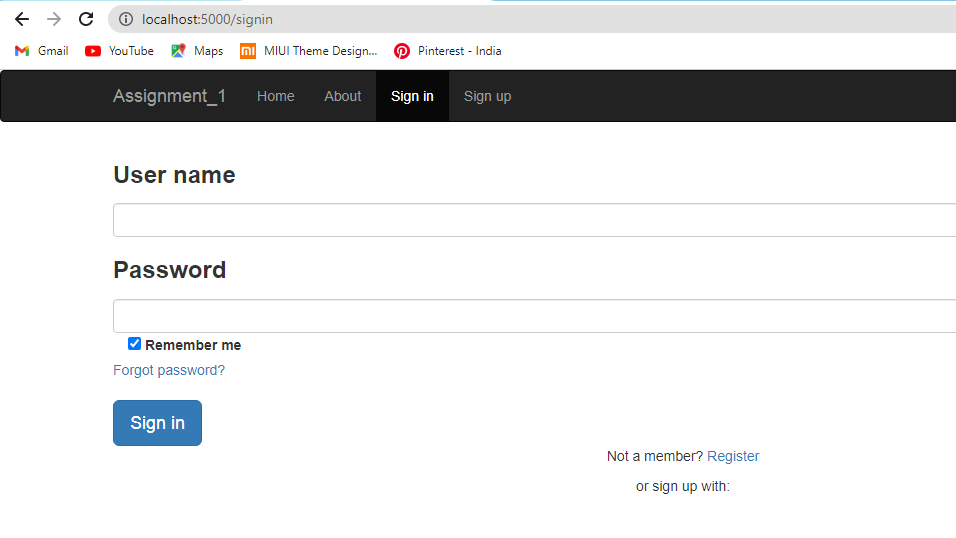 localhost:5000/signin
Gmail YouTube Maps MIUI Theme Design... Pinterest - India
Assignment_1 Home About Sign in Sign up
User name
Password
Remember me
Forgot password?
Sign in
Not a member? Register
or sign up with: